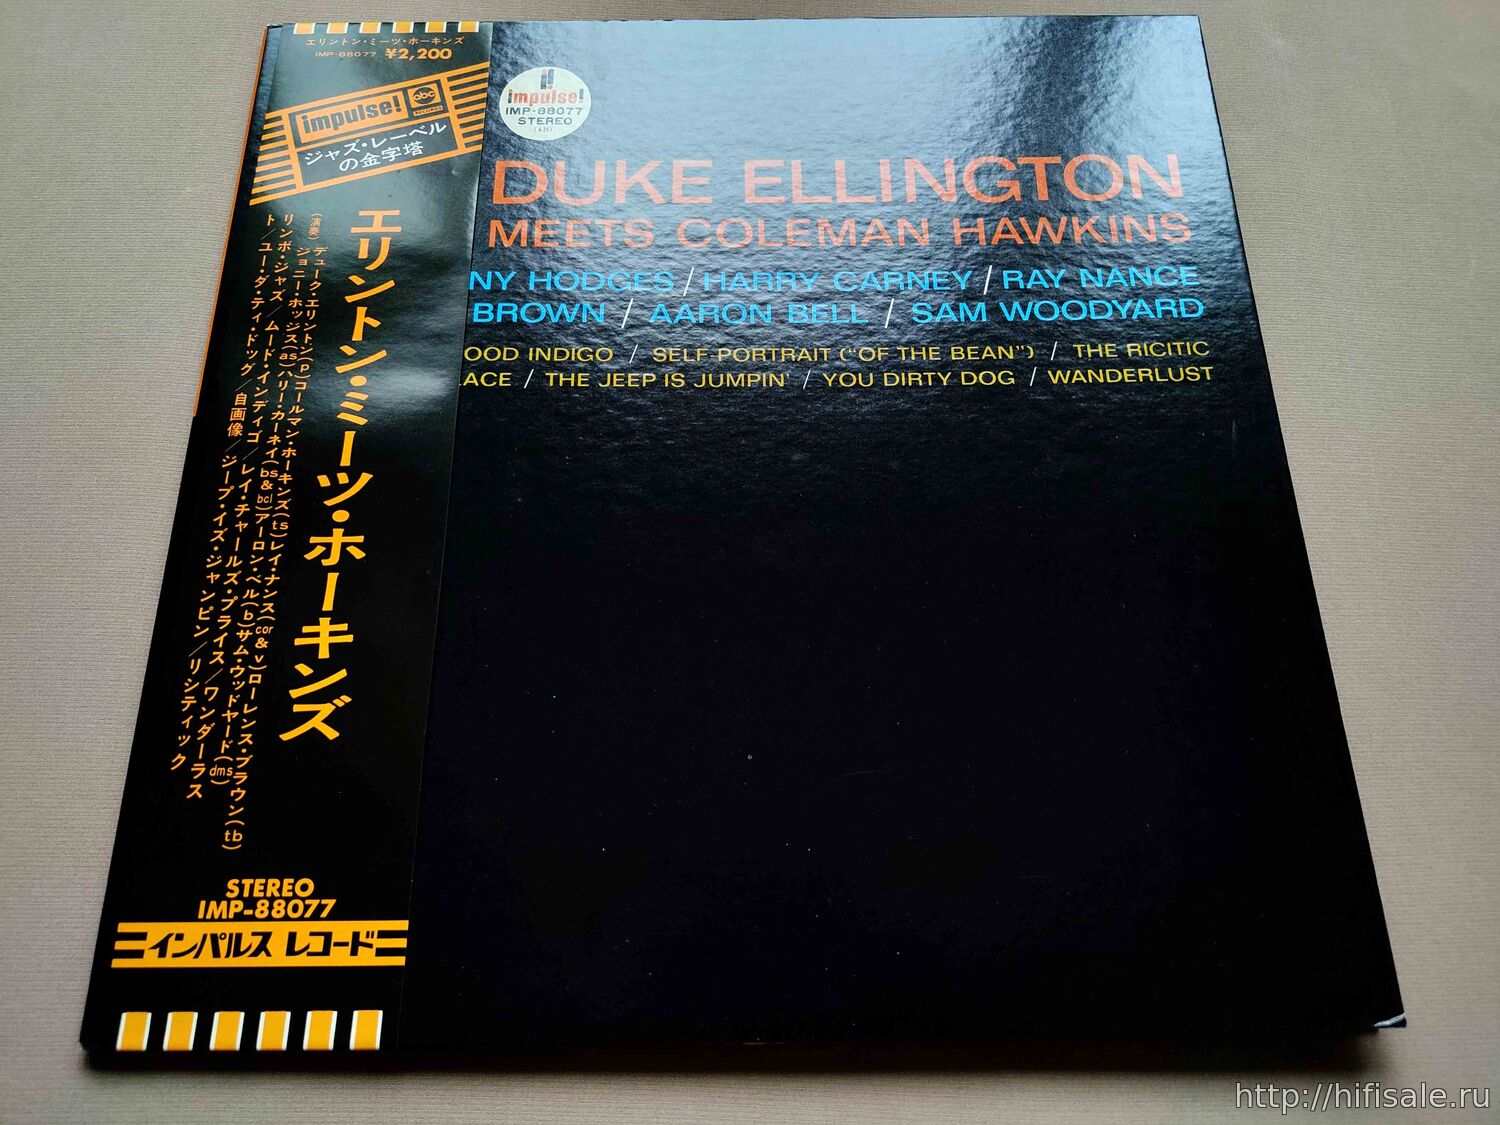 エリントン・ミーツ・ホーキンズ
IMP-88077 ¥2,200
impulse!
abc
RECORDS
ジャズ・レーベル
の金字塔
エリントン・ミーツ・ホーキンズ
(演奏) デューク・エリントン(p)コールマン・ホーキンズ(ts)レイ・ナンス(cor&v)ローレンス・ブラウン(tb)
ジョニー・ホッジス(as)ハリー・カーネイ(bs&bcl)アーロン・ベル(b)サム・ウッドヤード(dms)
リンボ・ジャズ/ムード・インディゴ/レイ・チャールズ・プライス/ワンダーラス
ト/ユー・ダーティ・ドッグ/自画像/ジープ・イズ・ジャンピン/リシティック
STEREO
IMP-88077
インパルス レコード
impulse!
IMP-88077
STEREO
DUKE ELLINGTON
MEETS COLEMAN HAWKINS
NY HODGES / HARRY CARNEY / RAY NANCE
BROWN / AARON BELL / SAM WOODYARD
OOD INDIGO / SELF PORTRAIT ("OF THE BEAN") / THE RICITIC
LACE / THE JEEP IS JUMPIN' / YOU DIRTY DOG / WANDERLUST
http://hifisale.ru